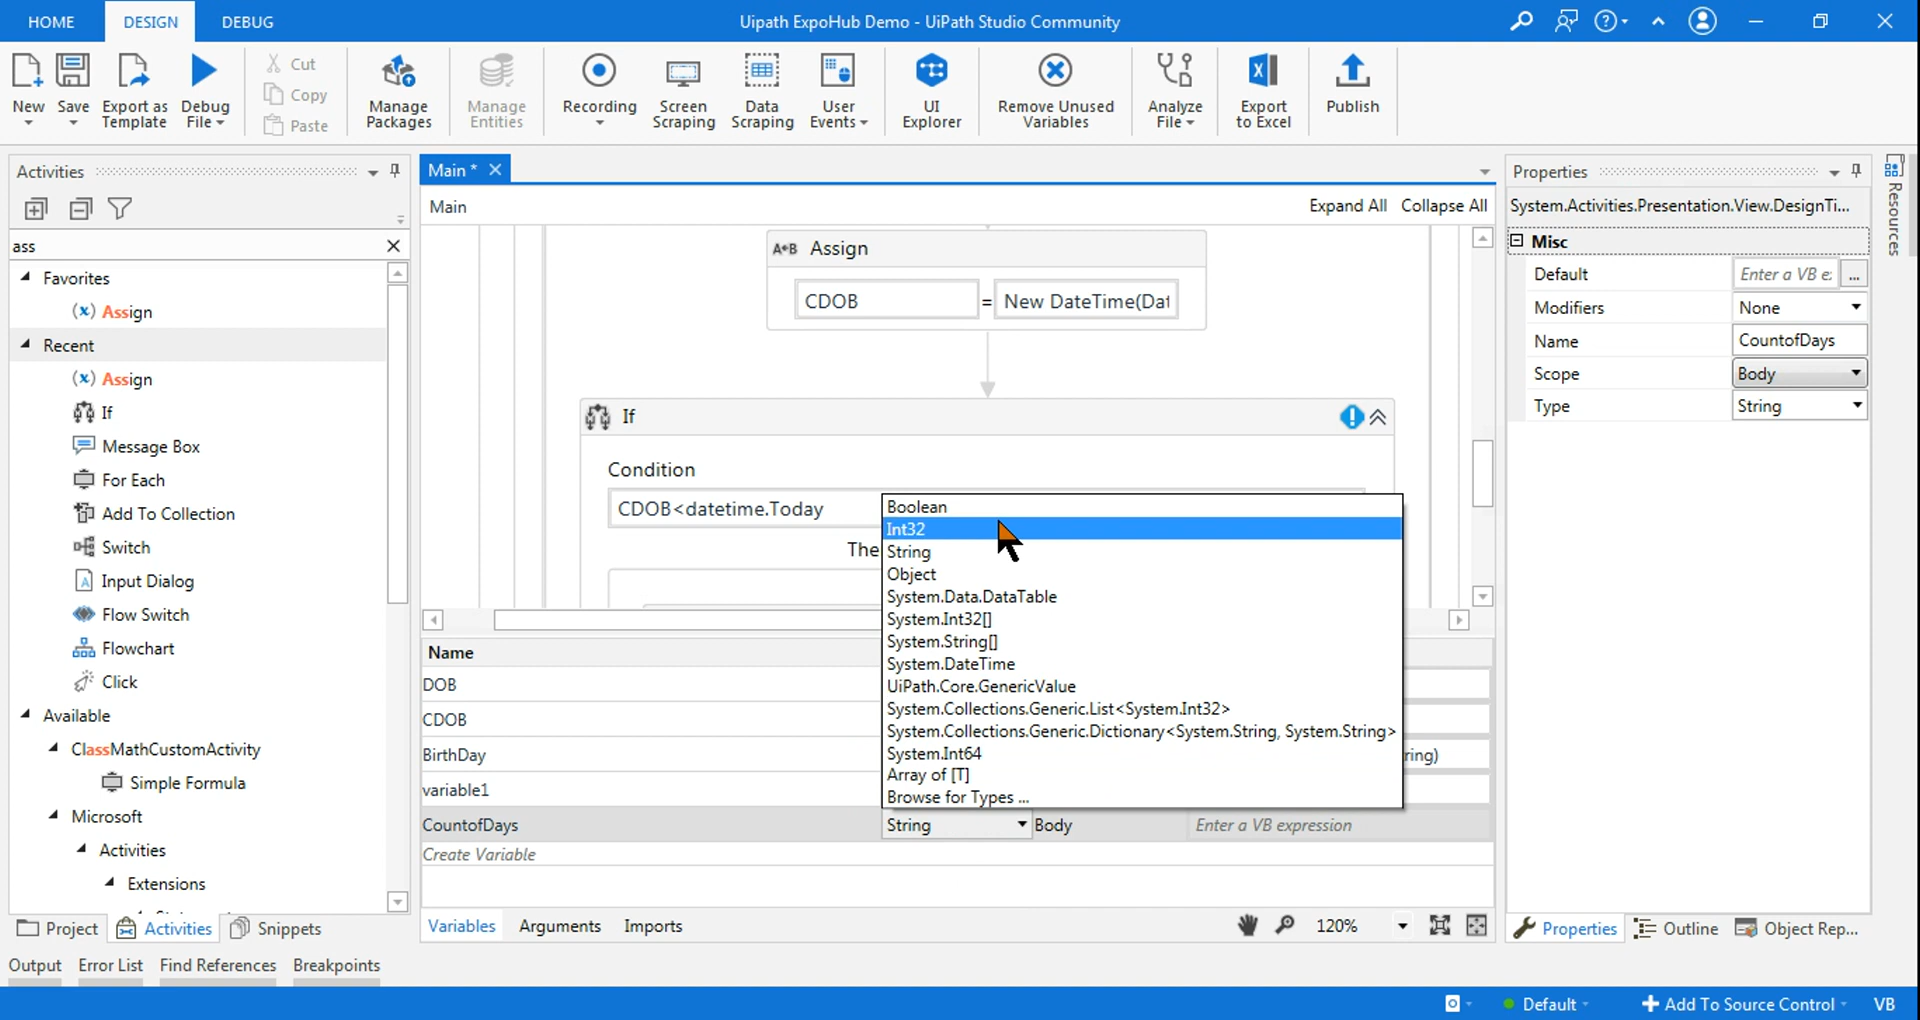 HOME
DESIGN
DEBUG
Uipath ExpoHub Demo - UiPath Studio Community
New
Save
Export as
Template
Debug
File
Cut
Copy
Paste
Manage
Packages
Manage
Entities
Recording
Screen
Scraping
Data
Scraping
User
Events
UI
Explorer
Remove Unused
Variables
Analyze
File
Export
to Excel
Publish
Activities
ass
Favorites
Assign
Recent
Assign
If
Message Box
For Each
Add To Collection
Switch
Input Dialog
Flow Switch
Flowchart
Click
Available
ClassMathCustomActivity
Simple Formula
Microsoft
Activities
Extensions
Project
Activities
Snippets
Main *
Main
Expand All
Collapse All
A+B Assign
CDOB
=
New DateTime(Dat
If
Condition
CDOB<datetime.Today
The
Boolean
Int32
String
Object
System.Data.DataTable
System.Int32[]
System.String[]
System.DateTime
UiPath.Core.GenericValue
System.Collections.Generic.List<System.Int32>
System.Collections.Generic.Dictionary<System.String, System.String>
System.Int64
Array of [T]
Browse for Types ...
Name
DOB
CDOB
BirthDay
ring)
variable1
CountofDays
String
Body
Enter a VB expression
Create Variable
Variables
Arguments
Imports
120%
Properties
System.Activities.Presentation.View.DesignTi...
Misc
Default
Enter a VB e:
...
Modifiers
None
Name
CountofDays
Scope
Body
Type
String
Properties
Outline
Object Rep...
Resources
Output
Error List
Find References
Breakpoints
Default
Add To Source Control
VB